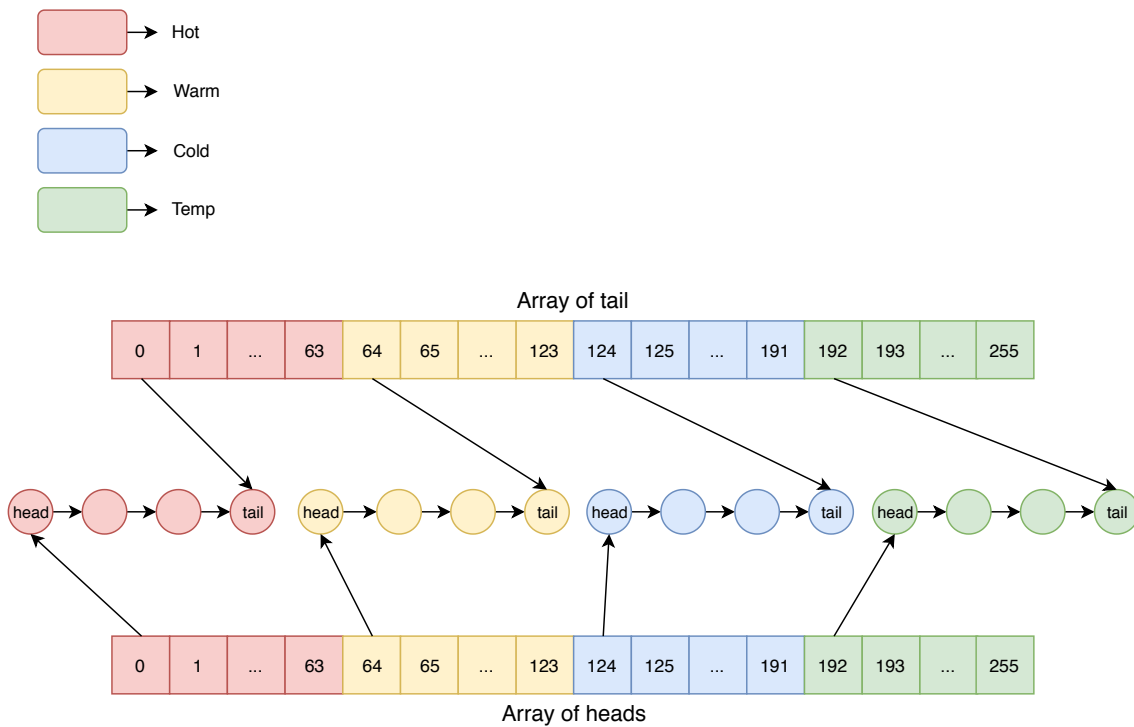 Hot
Warm
Cold
Temp
Array of tail
0 1 ... 63 64 65 ... 123 124 125 ... 191 192 193 ... 255
head tail head tail head tail head tail
0 1 ... 63 64 65 ... 123 124 125 ... 191 192 193 ... 255
Array of heads